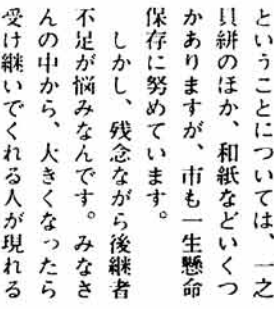 ということについては、一之
貝絣のほか、和紙などいくつ
かありますが、市も一生懸命
保存に努めています。
しかし、残念ながら後継者
不足が悩みなんです。みなさ
んの中から、大きくなったら
受け継いでくれる人が現れる